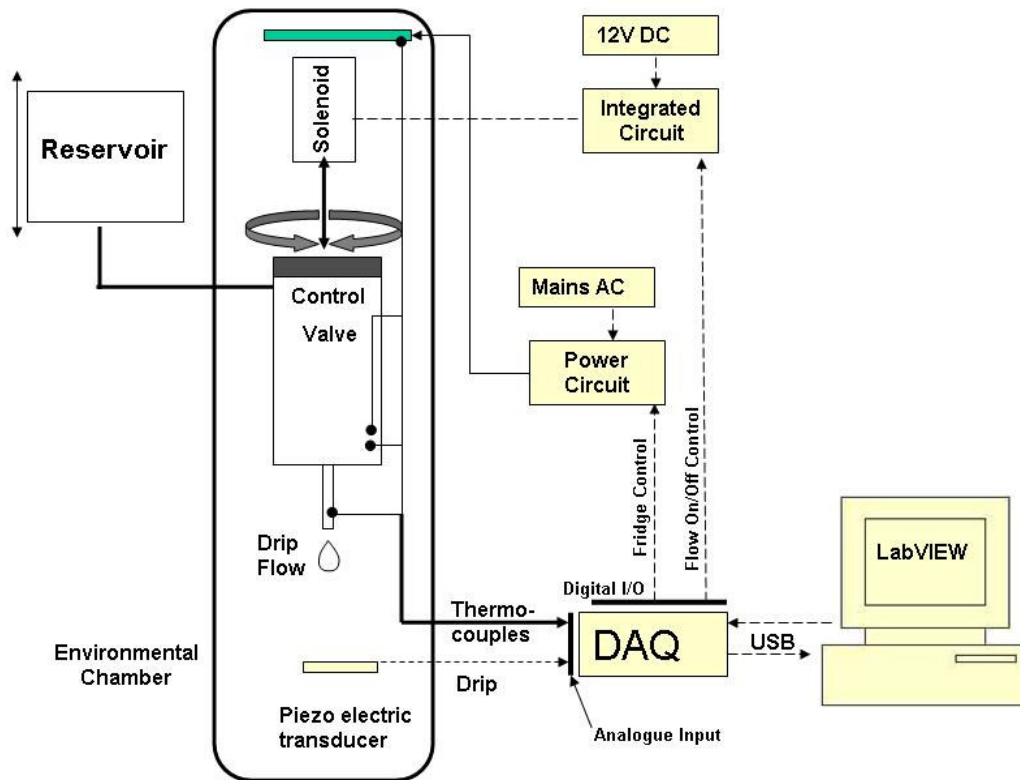 12V DC
Integrated
Circuit
Solenoid
Reservoir
Control
Valve
Mains AC
Power
Circuit
Fridge Control
Flow On/Off Control
LabVIEW
Drip
Flow
Digital I/O
Thermo-
couples
DAQ
USB
Environmental
Chamber
Drip
Piezo electric
transducer
Analogue Input